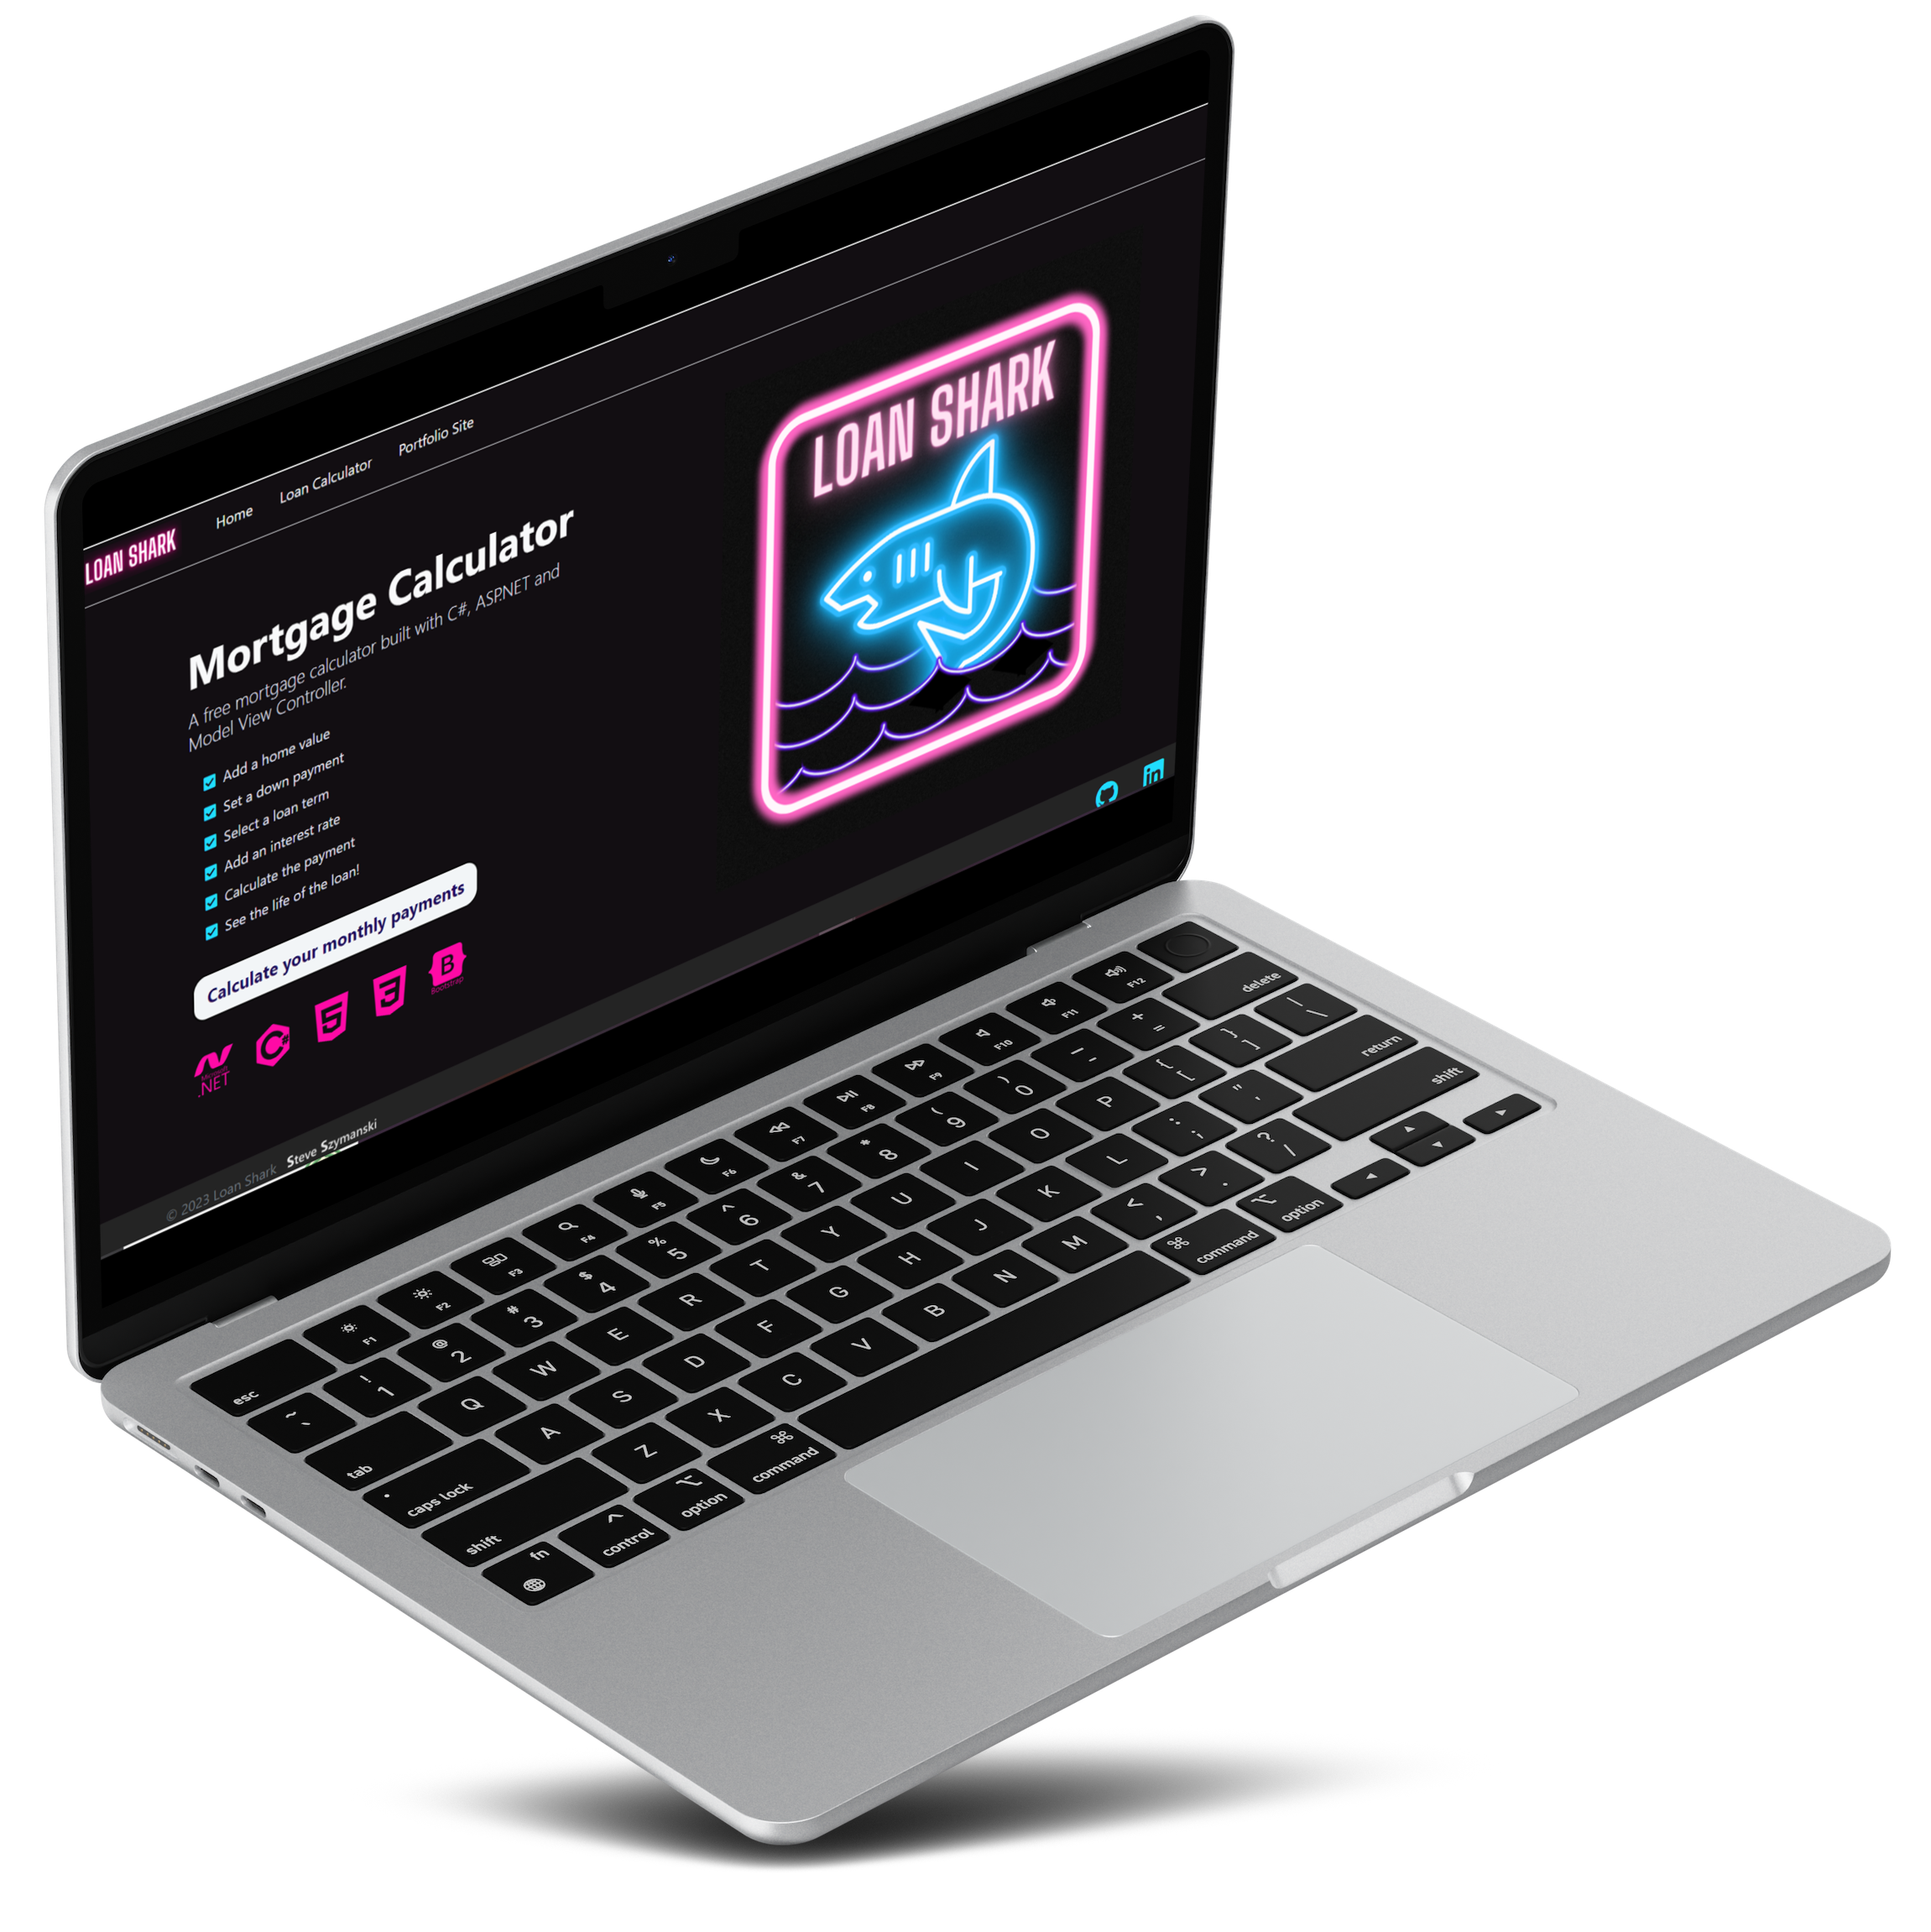 LOAN SHARK
Home
Loan Calculator
Portfolio Site
Mortgage Calculator
A free mortgage calculator built with C#, ASP.NET and
Model View Controller.
Add a home value
Set a down payment
Select a loan term
Add an interest rate
Calculate the payment
See the life of the loan!
Calculate your monthly payments
.NET
C#
5
3
B
Bootstrap
LOAN SHARK
in
© 2023 Loan Shark Steve Szymanski
esc F1 F2 F3 F4 F5 F6 F7 F8 F9 F10 F11 F12
~ ` ! 1 @ 2 # 3 $ 4 % 5 ^ 6 & 7 * 8 ( 9 ) 0 _ - + = delete
tab Q W E R T Y U I O P { [ } ] | \
caps lock A S D F G H J K L : ; " ' return
shift Z X C V B N M < , > . ? / shift
fn control option command command option